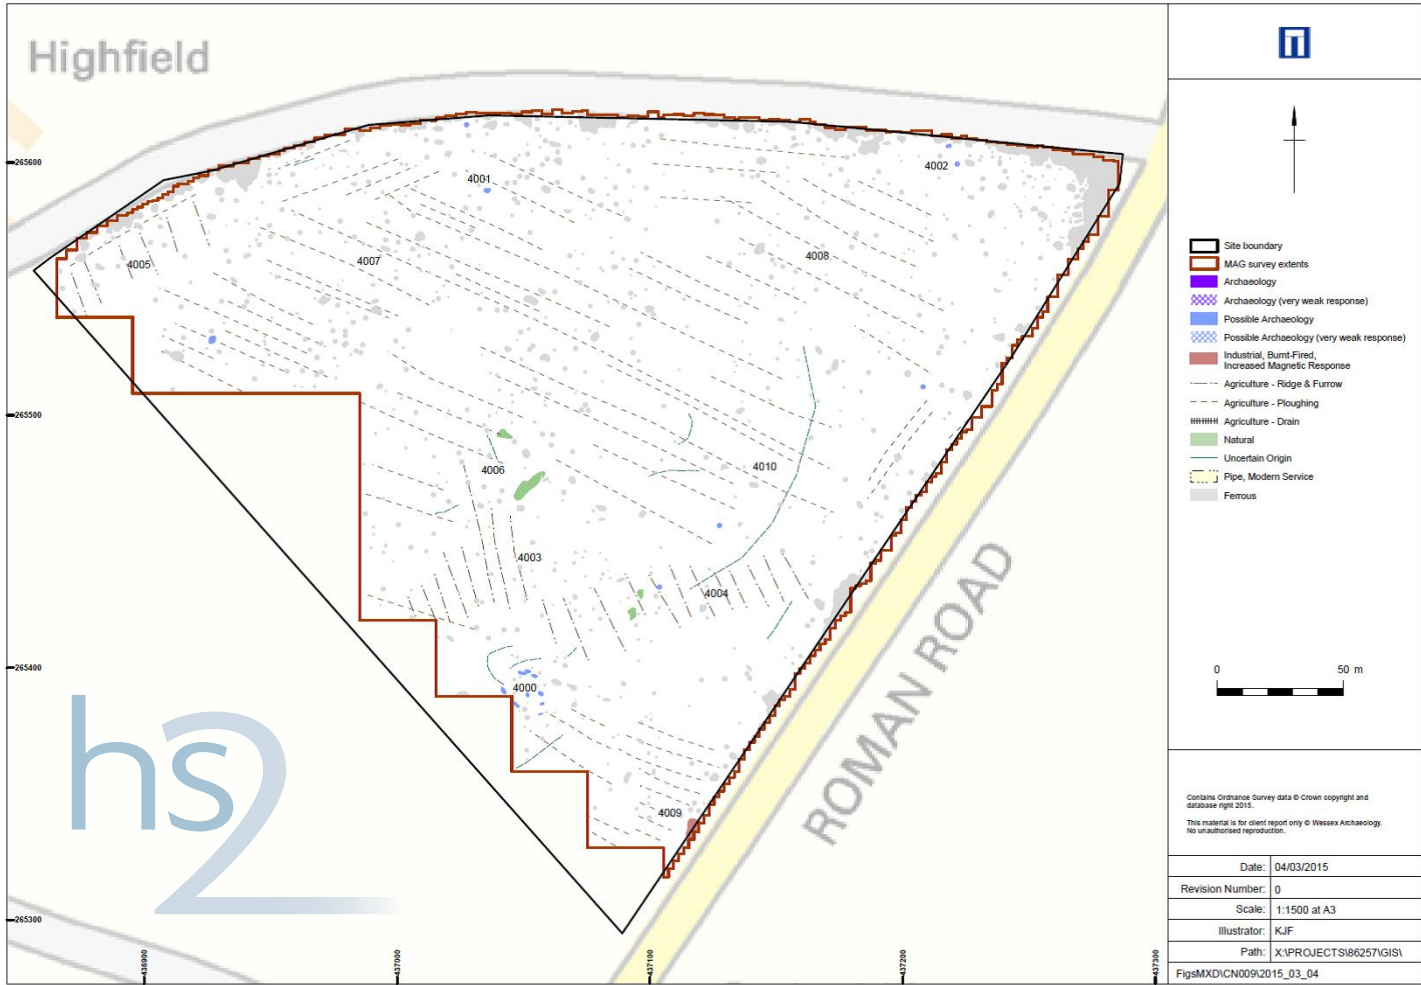 Highfield
265600
265500
265400
265300
436900
437000
437100
437200
437300
4001
4002
4005
4007
4008
4006
4010
4003
4004
4000
4009
ROMAN ROAD
hs2
Site boundary
MAG survey extents
Archaeology
Archaeology (very weak response)
Possible Archaeology
Possible Archaeology (very weak response)
Industrial, Burnt-Fired,
Increased Magnetic Response
Agriculture - Ridge & Furrow
Agriculture - Ploughing
Agriculture - Drain
Natural
Uncertain Origin
Pipe, Modern Service
Ferrous
0 50 m
Contains Ordnance Survey data © Crown copyright and
database right 2015.
This material is for client report only © Wessex Archaeology.
No unauthorised reproduction.
Date: 04/03/2015
Revision Number: 0
Scale: 1:1500 at A3
Illustrator: KJF
Path: X:\PROJECTS\86257\GIS\
FigsMXD\CN009\2015_03_04